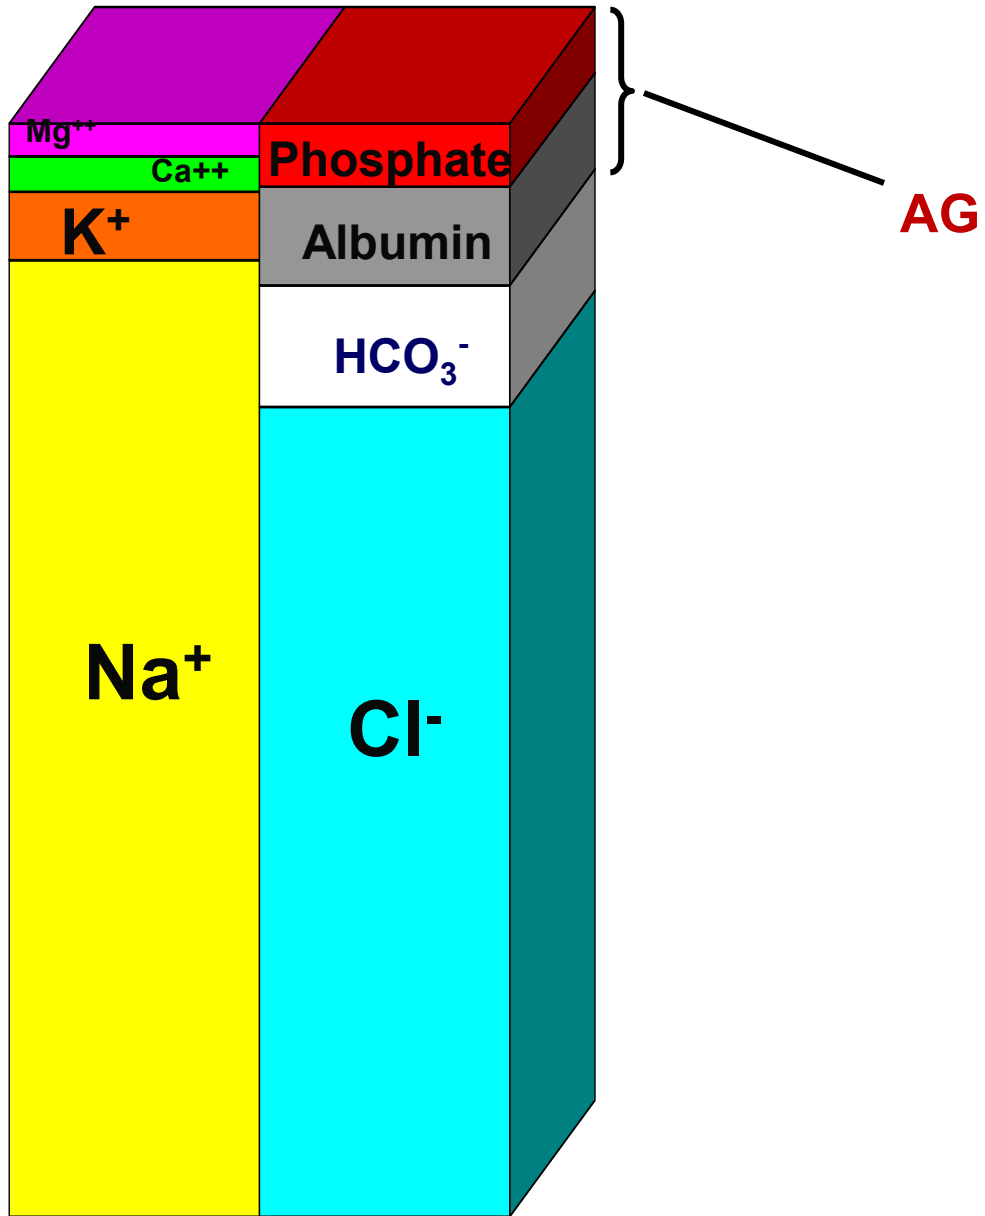 Mg⁺⁺
Ca++
K⁺
Na⁺
Phosphate
Albumin
HCO₃⁻
Cl⁻
AG